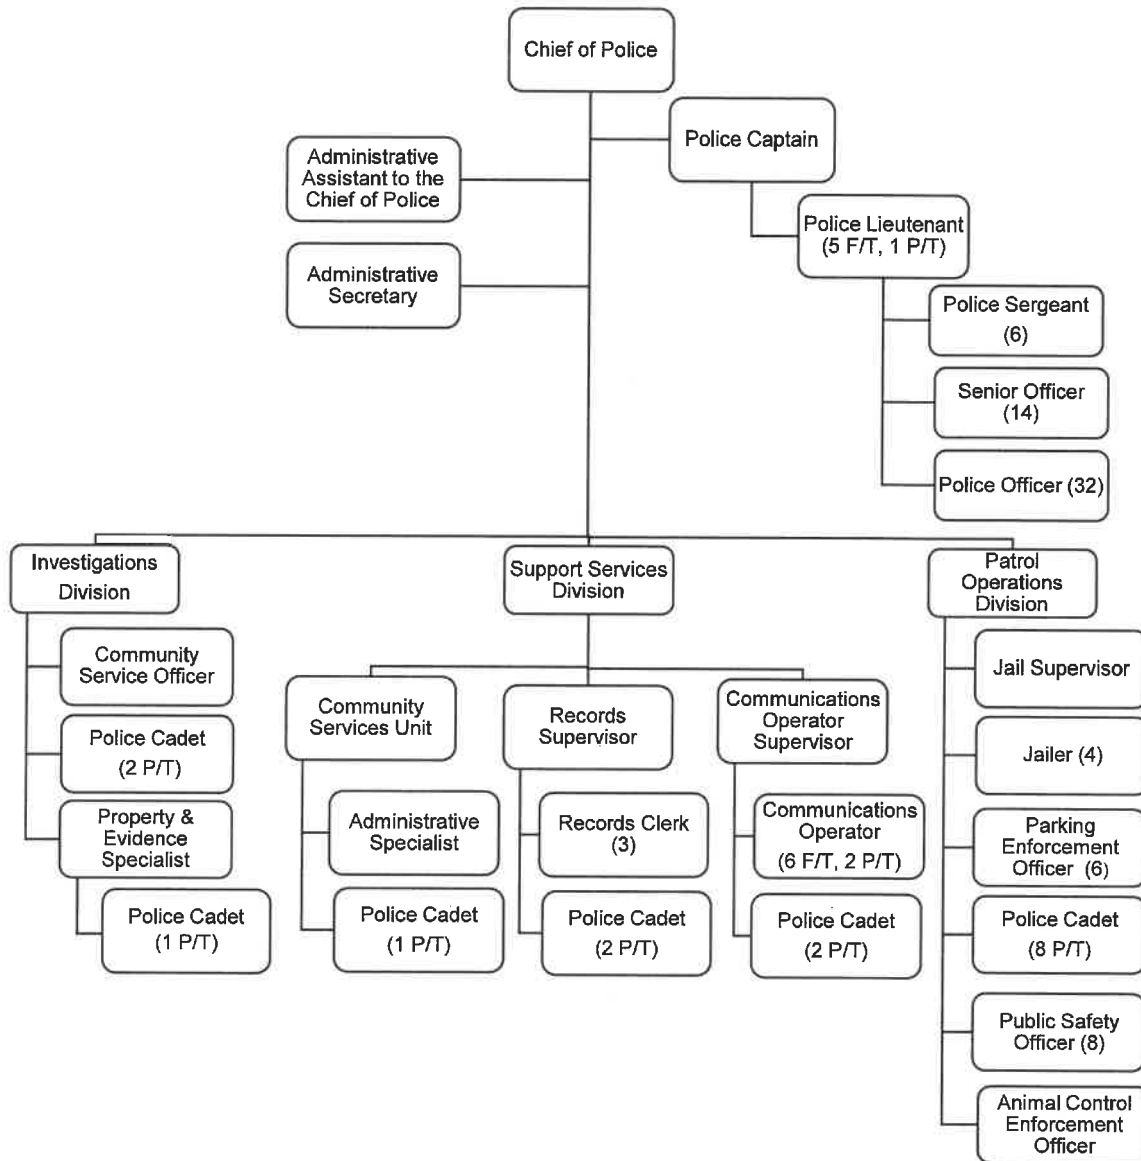 Chief of Police
Police Captain
Administrative
Assistant to the
Chief of Police
Police Lieutenant
(5 F/T, 1 P/T)
Administrative
Secretary
Police Sergeant
(6)
Senior Officer
(14)
Police Officer (32)
Investigations
Division
Support Services
Division
Patrol
Operations
Division
Community
Service Officer
Police Cadet
(2 P/T)
Property &
Evidence
Specialist
Police Cadet
(1 P/T)
Community
Services Unit
Administrative
Specialist
Police Cadet
(1 P/T)
Records
Supervisor
Records Clerk
(3)
Police Cadet
(2 P/T)
Communications
Operator
Supervisor
Communications
Operator
(6 F/T, 2 P/T)
Police Cadet
(2 P/T)
Jail Supervisor
Jailer (4)
Parking
Enforcement
Officer (6)
Police Cadet
(8 P/T)
Public Safety
Officer (8)
Animal Control
Enforcement
Officer